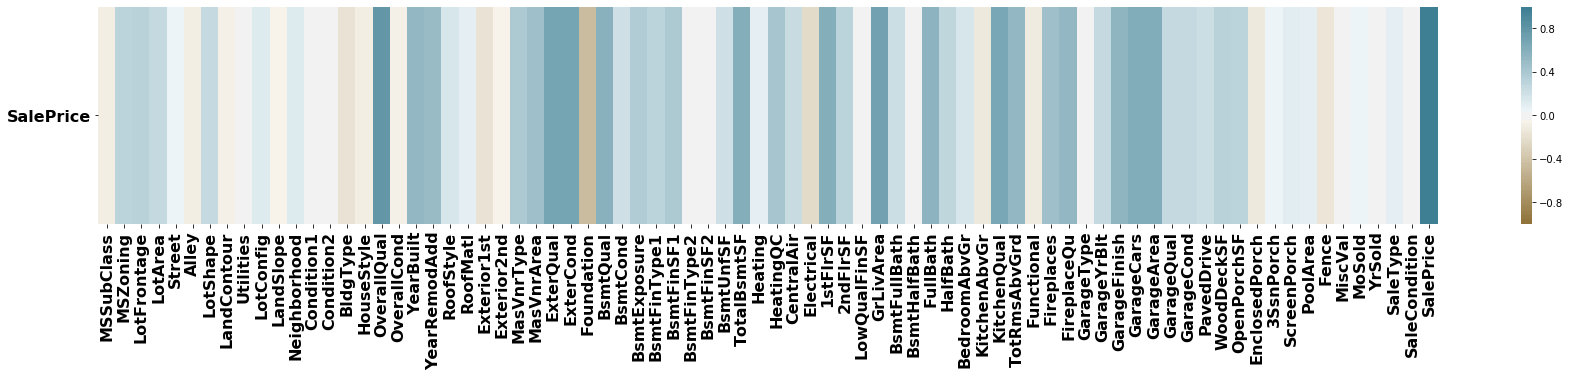 SalePrice
MSSubClass
MSZoning
LotFrontage
LotArea
Street
Alley
LotShape
LandContour
Utilities
LotConfig
LandSlope
Neighborhood
Condition1
Condition2
BldgType
HouseStyle
OverallQual
OverallCond
YearBuilt
YearRemodAdd
RoofStyle
RoofMatl
Exterior1st
Exterior2nd
MasVnrType
MasVnrArea
ExterQual
ExterCond
Foundation
BsmtQual
BsmtCond
BsmtExposure
BsmtFinType1
BsmtFinSF1
BsmtFinType2
BsmtFinSF2
BsmtUnfSF
TotalBsmtSF
Heating
HeatingQC
CentralAir
Electrical
1stFlrSF
2ndFlrSF
LowQualFinSF
GrLivArea
BsmtFullBath
BsmtHalfBath
FullBath
HalfBath
BedroomAbvGr
KitchenAbvGr
KitchenQual
TotRmsAbvGrd
Functional
Fireplaces
FireplaceQu
GarageType
GarageYrBlt
GarageFinish
GarageCars
GarageArea
GarageQual
GarageCond
PavedDrive
WoodDeckSF
OpenPorchSF
EnclosedPorch
3SsnPorch
ScreenPorch
PoolArea
Fence
MiscVal
MoSold
YrSold
SaleType
SaleCondition
SalePrice
0.8
0.4
0.0
−0.4
−0.8